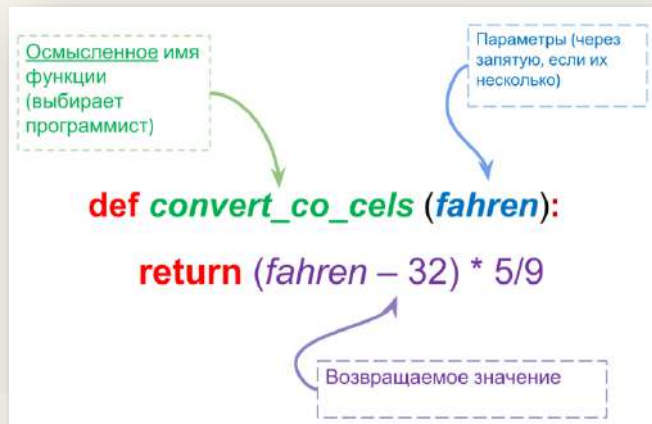 Осмысленное имя
функции
(выбирает
программист)
Параметры (через
запятую, если их
несколько)
def convert_co_cels (fahren):
return (fahren – 32) * 5/9
Возвращаемое значение